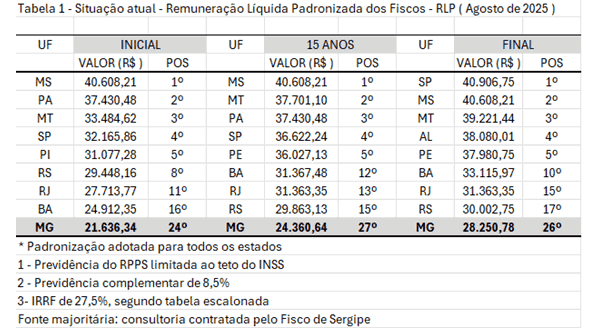 Tabela 1 - Situação atual - Remuneração Líquida Padronizada dos Fiscos - RLP ( Agosto de 2025 )
UF INICIAL UF 15 ANOS UF FINAL
VALOR (R$ ) POS VALOR (R$ ) POS VALOR (R$ ) POS
MS 40.608,21 1º MS 40.608,21 1º SP 40.906,75 1º
PA 37.430,48 2º MT 37.701,10 2º MS 40.608,21 2º
MT 33.484,62 3º PA 37.430,48 3º MT 39.221,44 3º
SP 32.165,86 4º SP 36.622,24 4º AL 38.080,01 4º
PI 31.077,28 5º PE 36.027,13 5º PE 37.980,75 5º
RS 29.448,16 8º BA 31.367,48 12º BA 33.115,97 10º
RJ 27.713,77 11º RJ 31.363,35 13º RJ 31.363,35 15º
BA 24.912,35 16º RS 29.863,13 15º RS 30.002,75 17º
MG 21.636,34 24º MG 24.360,64 27º MG 28.250,78 26º
* Padronização adotada para todos os estados
1 - Previdência do RPPS limitada ao teto do INSS
2 - Previdência complementar de 8,5%
3- IRRF de 27,5%, segundo tabela escalonada
Fonte majoritária: consultoria contratada pelo Fisco de Sergipe